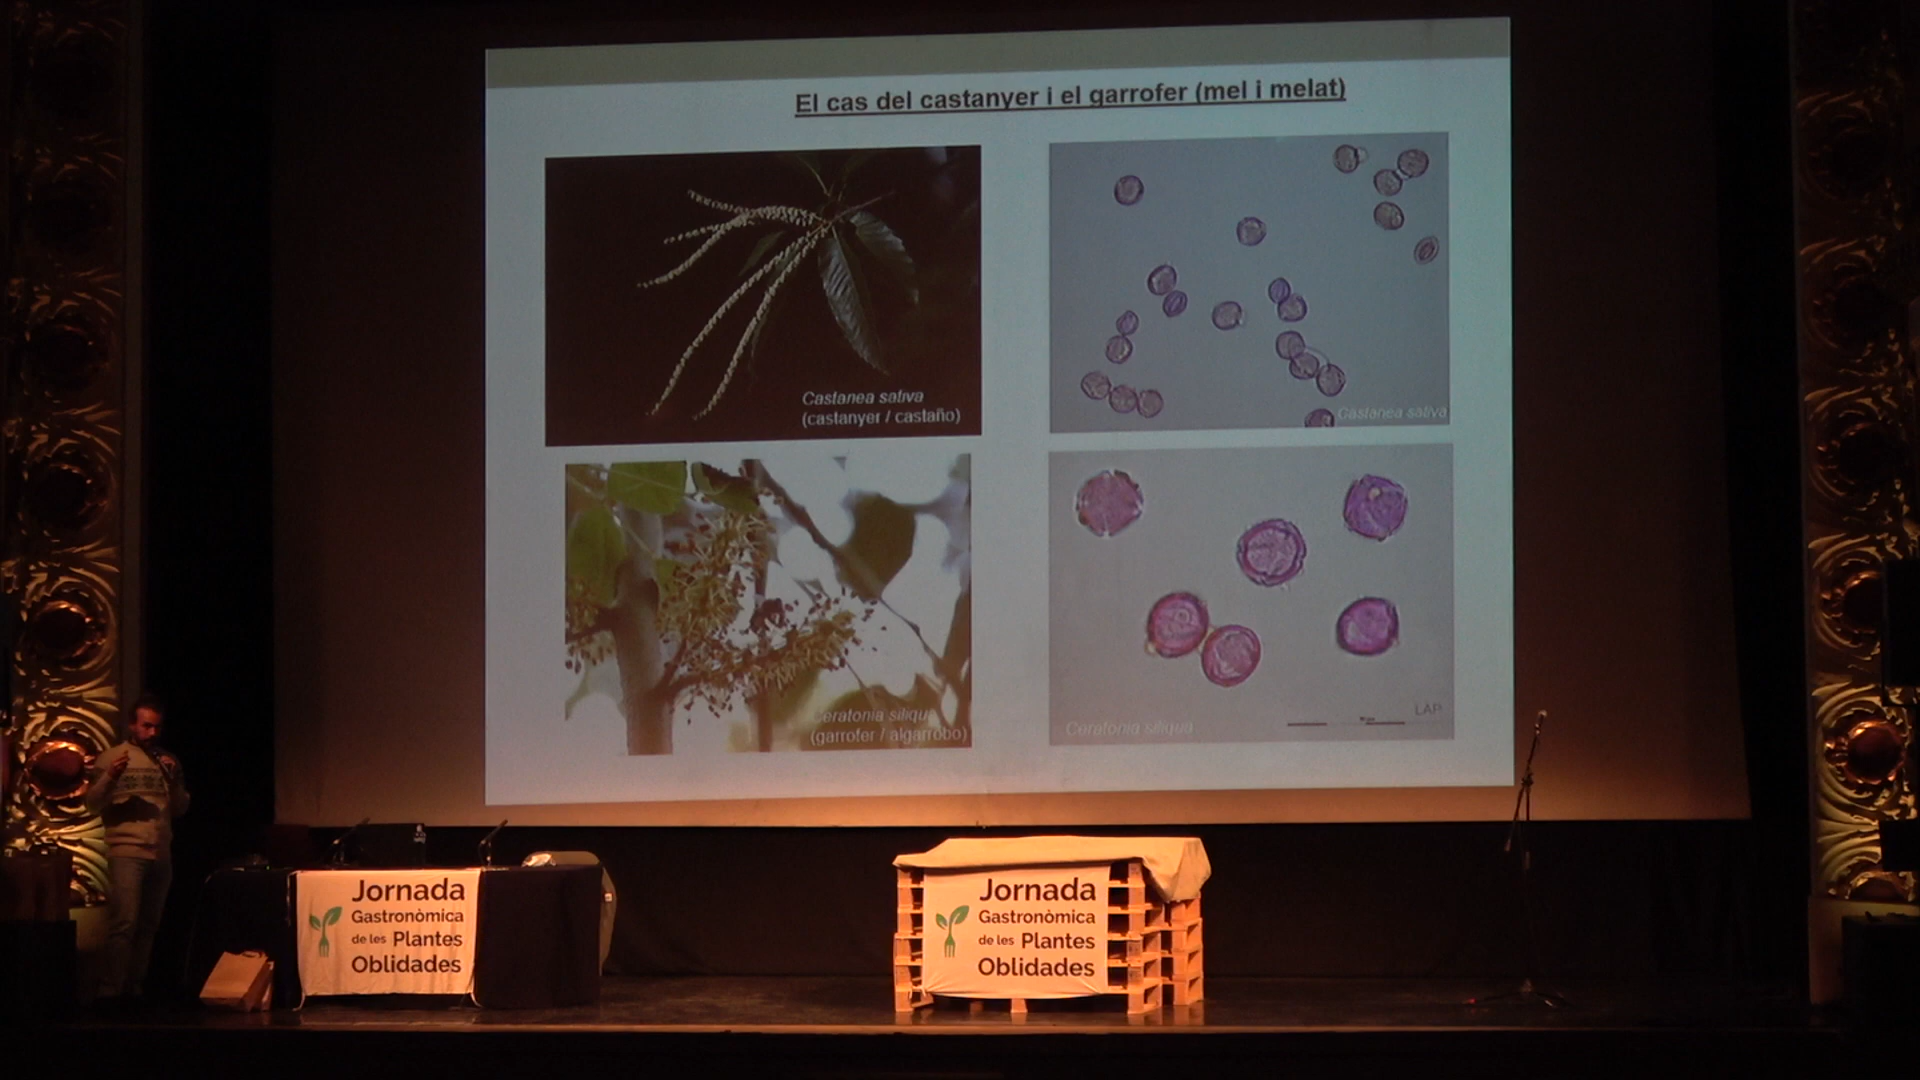 El cas del castanyer i el garrofer (mel i melat)
Castanea sativa
(castanyer / castaño)
Castanea sativa
Ceratonia siliqua
(garrofer / algarrobo)
Ceratonia siliqua
LAP
Jornada
Gastronòmica
de les Plantes
Oblidades
Jornada
Gastronòmica
de les Plantes
Oblidades